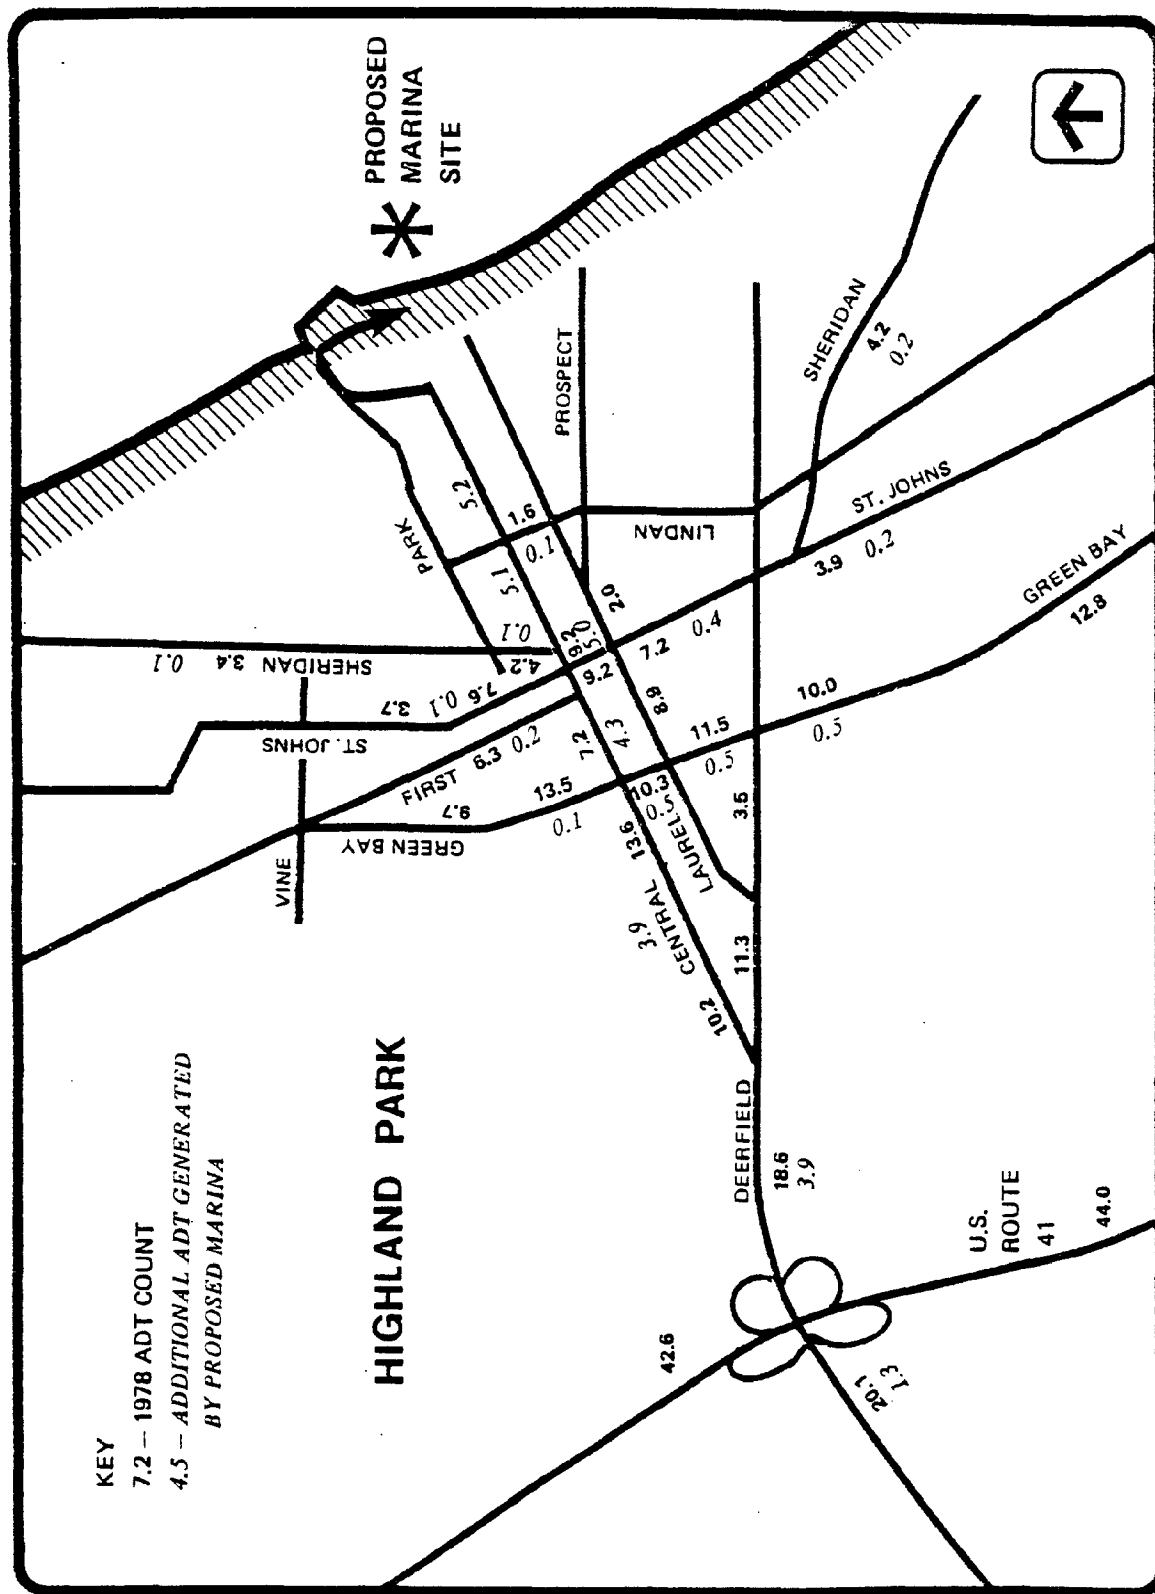 KEY
7.2 – 1978 ADT COUNT
4.5 – ADDITIONAL ADT GENERATED
BY PROPOSED MARINA
HIGHLAND PARK
PROPOSED
MARINA
SITE
VINE
GREEN BAY
9.7
FIRST
6.3
0.2
ST. JOHNS
3.7
0.1
7.6
SHERIDAN
3.4
0.1
4.2
0.1
PARK
5.1
5.2
1.6
0.1
PROSPECT
LINDAN
9.2
5.0
9.2
2.0
7.2
4.3
13.5
0.1
10.3
13.6
CENTRAL
3.9
10.2
LAUREL
8.9
7.2
0.4
11.5
0.5
10.0
0.5
3.5
11.3
DEERFIELD
18.6
3.9
SHERIDAN
4.2
0.2
ST. JOHNS
3.9
0.2
GREEN BAY
12.8
42.6
U.S.
ROUTE
41
44.0
20.1
1.3